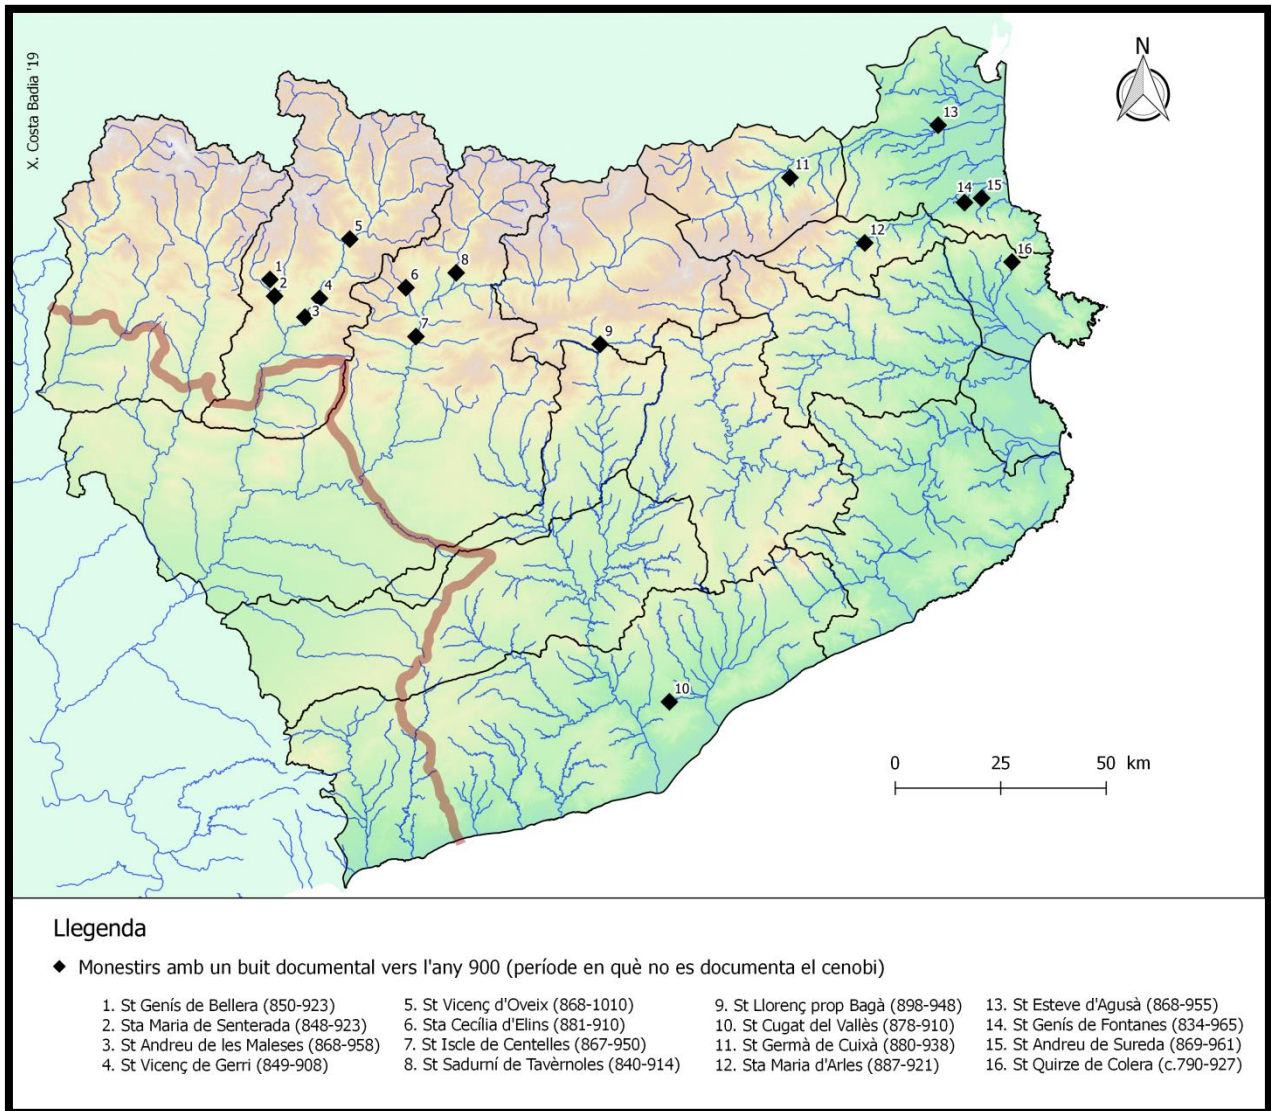 X. Costa Badia '19
N
13
11
14 15
12
16
5
8
1
6
2
4
3
7
9
10
0 25 50 km
Llegenda
Monestirs amb un buit documental vers l'any 900 (període en què no es documenta el cenobi)
1. St Genís de Bellera (850-923)
2. Sta Maria de Senterada (848-923)
3. St Andreu de les Maleses (868-958)
4. St Vicenç de Gerri (849-908)
5. St Vicenç d'Oveix (868-1010)
6. Sta Cecília d'Elins (881-910)
7. St Iscle de Centelles (867-950)
8. St Sadurní de Tavèrnoles (840-914)
9. St Llorenç prop Bagà (898-948)
10. St Cugat del Vallès (878-910)
11. St Germà de Cuixà (880-938)
12. Sta Maria d'Arles (887-921)
13. St Esteve d'Agusà (868-955)
14. St Genís de Fontanes (834-965)
15. St Andreu de Sureda (869-961)
16. St Quirze de Colera (c.790-927)